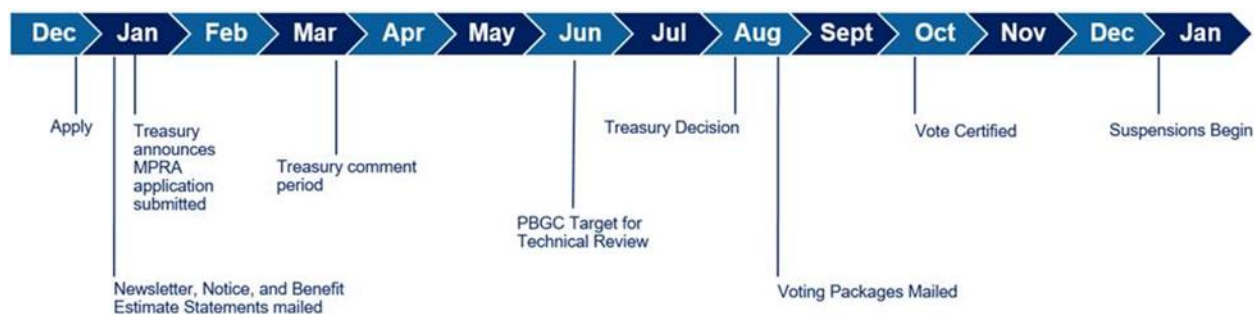 Dec Jan Feb Mar Apr May Jun Jul Aug Sept Oct Nov Dec Jan
Apply
Treasury
announces
MPRA
application
submitted
Newsletter, Notice, and Benefit
Estimate Statements mailed
Treasury comment
period
PBGC Target for
Technical Review
Treasury Decision
Voting Packages Mailed
Vote Certified
Suspensions Begin